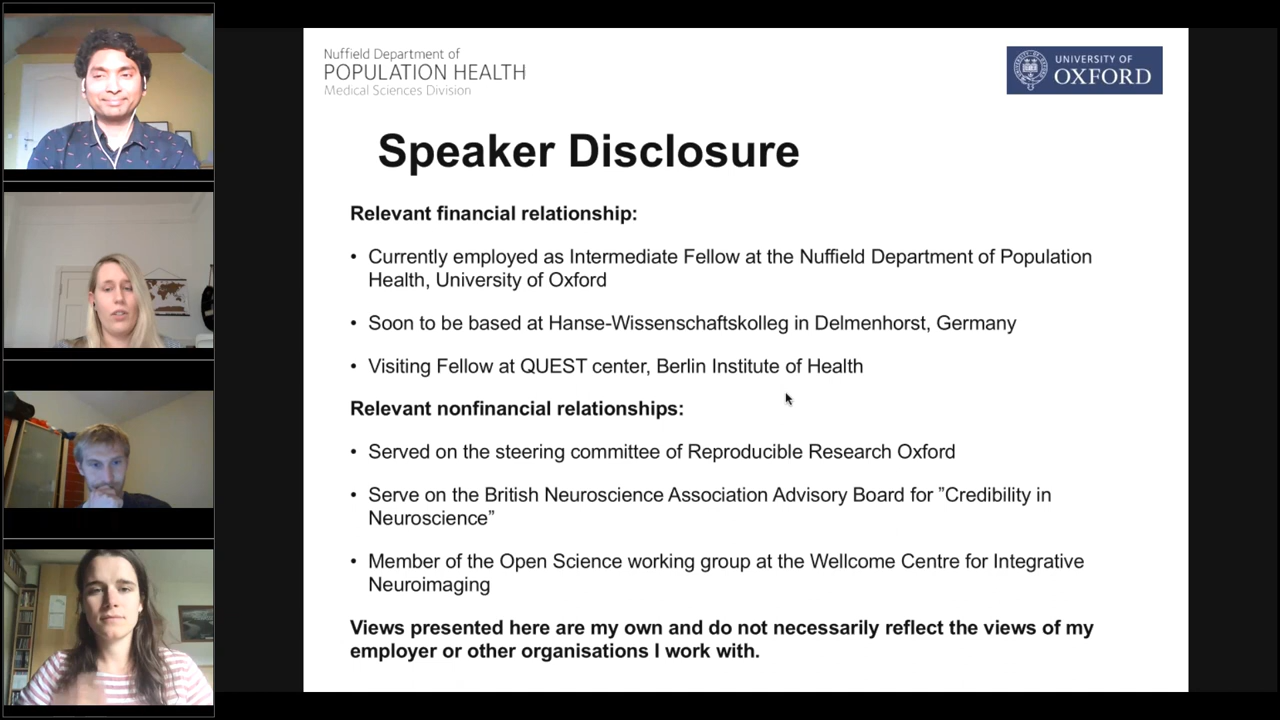 Nuffield Department of
POPULATION HEALTH
Medical Sciences Division
UNIVERSITY OF
OXFORD
Speaker Disclosure
Relevant financial relationship:
• Currently employed as Intermediate Fellow at the Nuffield Department of Population
Health, University of Oxford
• Soon to be based at Hanse-Wissenschaftskolleg in Delmenhorst, Germany
• Visiting Fellow at QUEST center, Berlin Institute of Health
Relevant nonfinancial relationships:
• Served on the steering committee of Reproducible Research Oxford
• Serve on the British Neuroscience Association Advisory Board for ”Credibility in
Neuroscience”
• Member of the Open Science working group at the Wellcome Centre for Integrative
Neuroimaging
Views presented here are my own and do not necessarily reflect the views of my
employer or other organisations I work with.